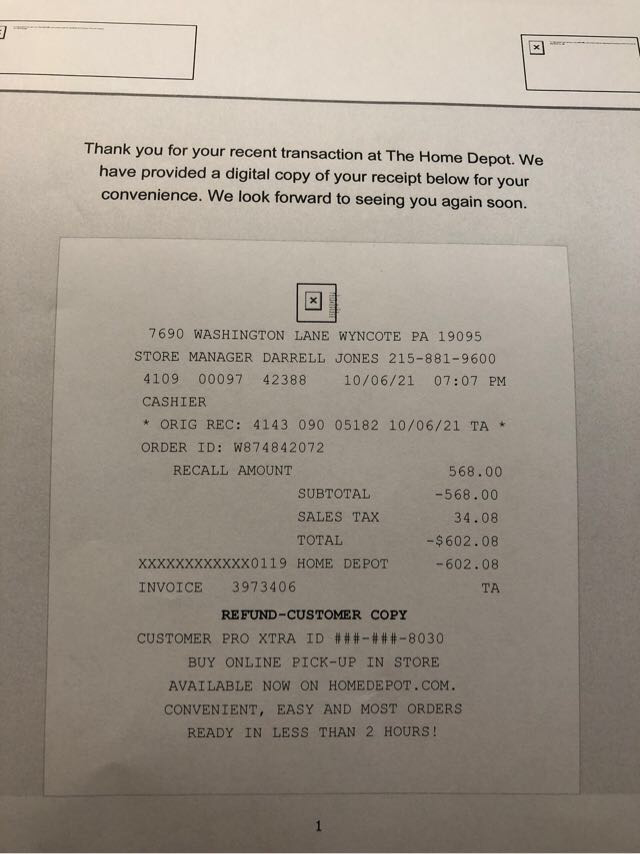 Thank you for your recent transaction at The Home Depot. We
have provided a digital copy of your receipt below for your
convenience. We look forward to seeing you again soon.
7690 WASHINGTON LANE WYNCOTE PA 19095
STORE MANAGER DARRELL JONES 215-881-9600
4109 00097 42388 10/06/21 07:07 PM
CASHIER
* ORIG REC: 4143 090 05182 10/06/21 TA *
ORDER ID: W874842072
RECALL AMOUNT 568.00
SUBTOTAL -568.00
SALES TAX 34.08
TOTAL -$602.08
XXXXXXXXXXXX0119 HOME DEPOT -602.08
INVOICE 3973406 TA
REFUND-CUSTOMER COPY
CUSTOMER PRO XTRA ID ###-###-8030
BUY ONLINE PICK-UP IN STORE
AVAILABLE NOW ON HOMEDEPOT.COM.
CONVENIENT, EASY AND MOST ORDERS
READY IN LESS THAN 2 HOURS!
1